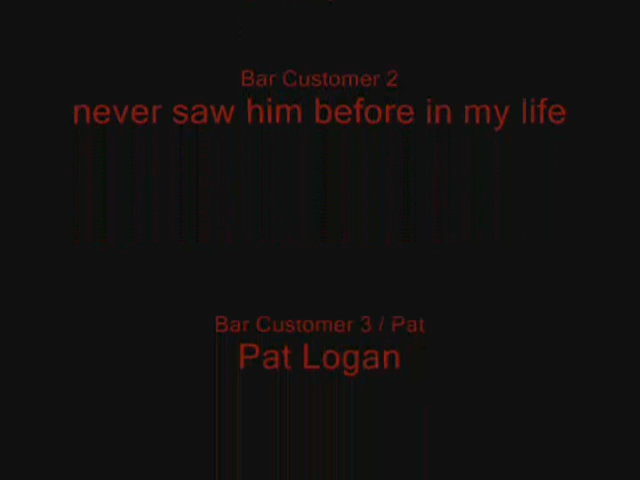 Bar Customer 2
never saw him before in my life
Bar Customer 3 / Pat
Pat Logan